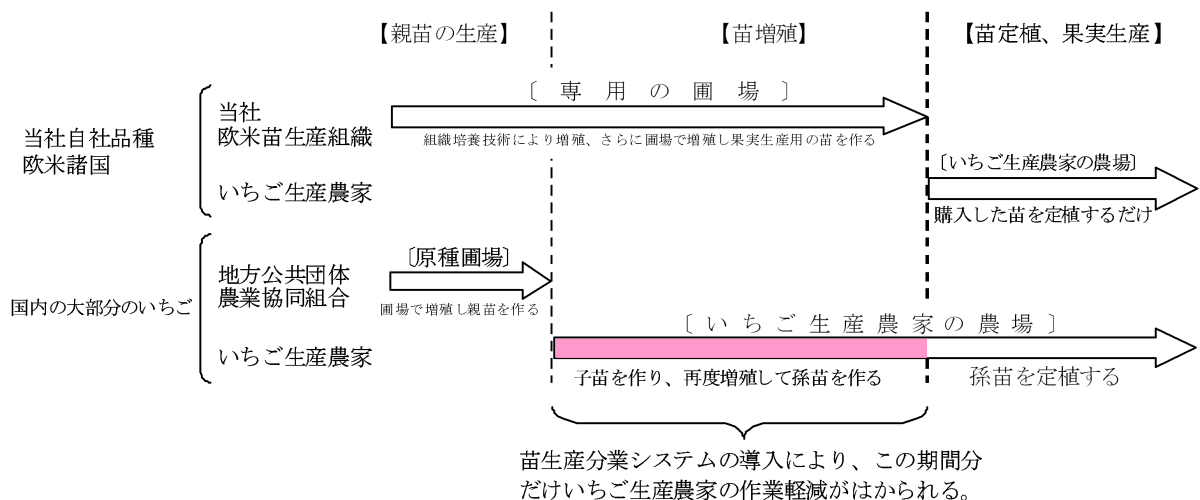 【親苗の生産】
【苗増殖】
【苗定植、果実生産】
〔専用の圃場〕
当社
欧米苗生産組織
組織培養技術により増殖、さらに圃場で増殖し果実生産用の苗を作る
当社自社品種
欧米諸国
〔いちご生産農家の農場〕
いちご生産農家
購入した苗を定植するだけ
〔原種圃場〕
地方公共団体
農業協同組合
国内の大部分のいちご
圃場で増殖し親苗を作る
〔いちご生産農家の農場〕
いちご生産農家
子苗を作り、再度増殖して孫苗を作る
孫苗を定植する
苗生産分業システムの導入により、この期間分
だけいちご生産農家の作業軽減がはかられる。